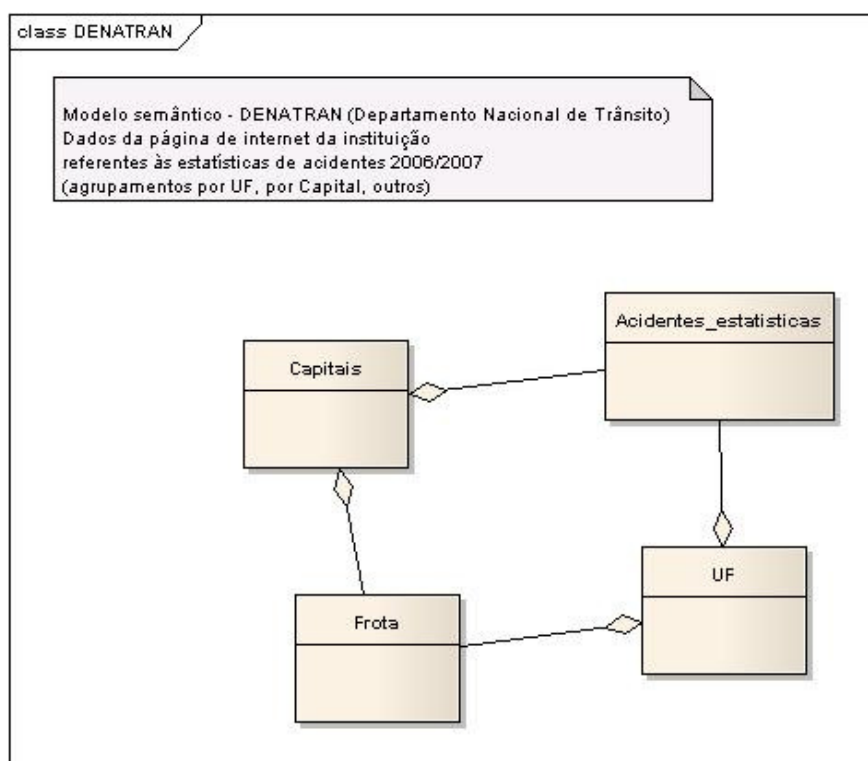 class DENATRAN
Modelo semântico - DENATRAN (Departamento Nacional de Trânsito)
Dados da página de internet da instituição
referentes às estatísticas de acidentes 2006/2007
(agrupamentos por UF, por Capital, outros)
Acidentes_estatisticas
Capitais
UF
Frota